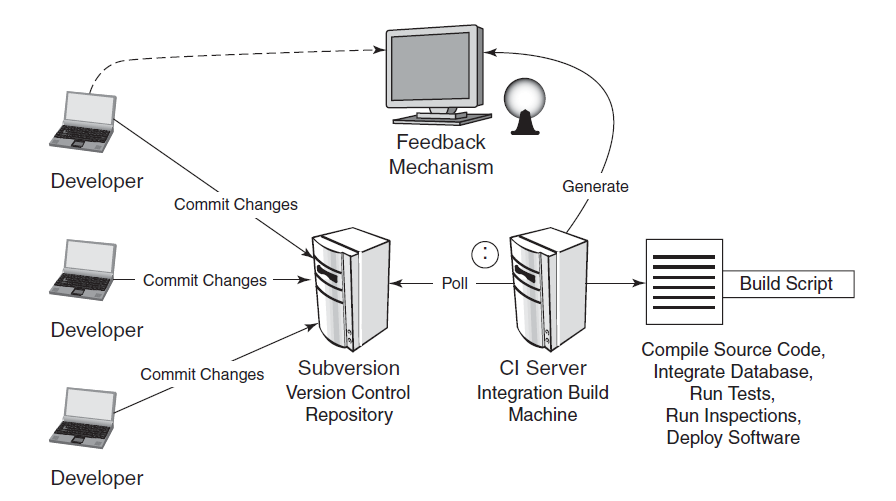 Feedback
Mechanism
Developer
Generate
Commit Changes
:
Commit Changes
Poll
Build Script
Developer
Commit Changes
Subversion
Version Control
Repository
CI Server
Integration Build
Machine
Compile Source Code,
Integrate Database,
Run Tests,
Run Inspections,
Deploy Software
Developer